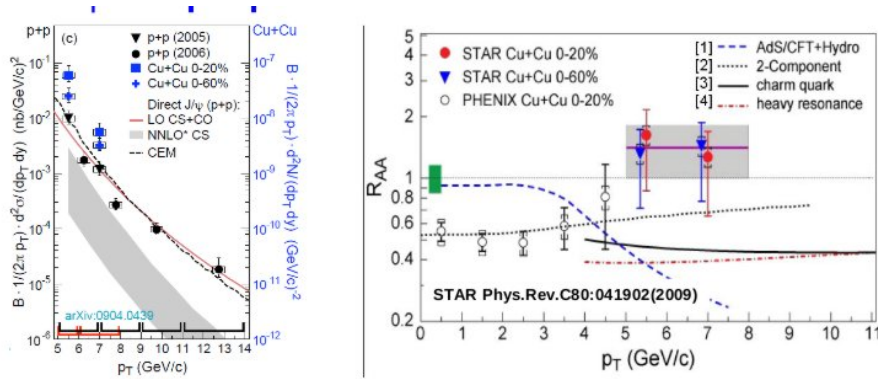 p+p
Cu+Cu
(c)
p+p (2005)
p+p (2006)
Cu+Cu 0-20%
Cu+Cu 0-60%
Direct J/ψ (p+p):
LO CS+CO
NNLO* CS
CEM
10⁻¹
10⁻²
10⁻³
10⁻⁴
10⁻⁵
10⁻⁶
B · 1/(2π pT) · d²σ/(dpT dy) (nb/GeV/c)²
10⁻⁷
10⁻⁸
10⁻⁹
10⁻¹⁰
10⁻¹¹
10⁻¹²
B · 1/(2π pT) · d²N/(dpT dy) (GeV/c)⁻²
arXiv:0904.0439
5 6 7 8 9 10 11 12 13 14
pT (GeV/c)
STAR Cu+Cu 0-20%
STAR Cu+Cu 0-60%
PHENIX Cu+Cu 0-20%
[1] AdS/CFT+Hydro
[2] 2-Component
[3] charm quark
[4] heavy resonance
2
1
0.8
0.6
0.4
0.2
RAA
STAR Phys.Rev.C80:041902(2009)
0 1 2 3 4 5 6 7 8 9 10 11
pT (GeV/c)